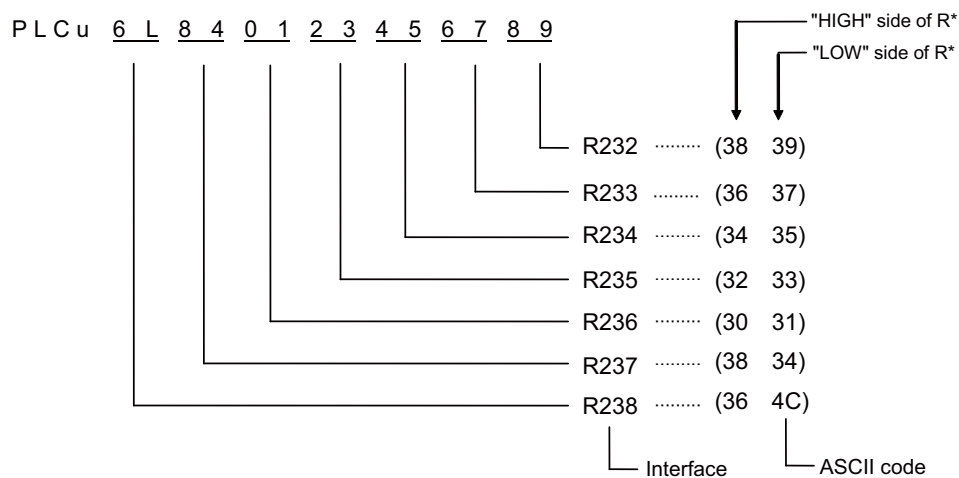 "HIGH" side of R*
P L C u 6 L 8 4 0 1 2 3 4 5 6 7 8 9
"LOW" side of R*
R232 ········· (38 39)
R233 ········· (36 37)
R234 ········· (34 35)
R235 ········· (32 33)
R236 ········· (30 31)
R237 ········· (38 34)
R238 ········· (36 4C)
Interface ASCII code